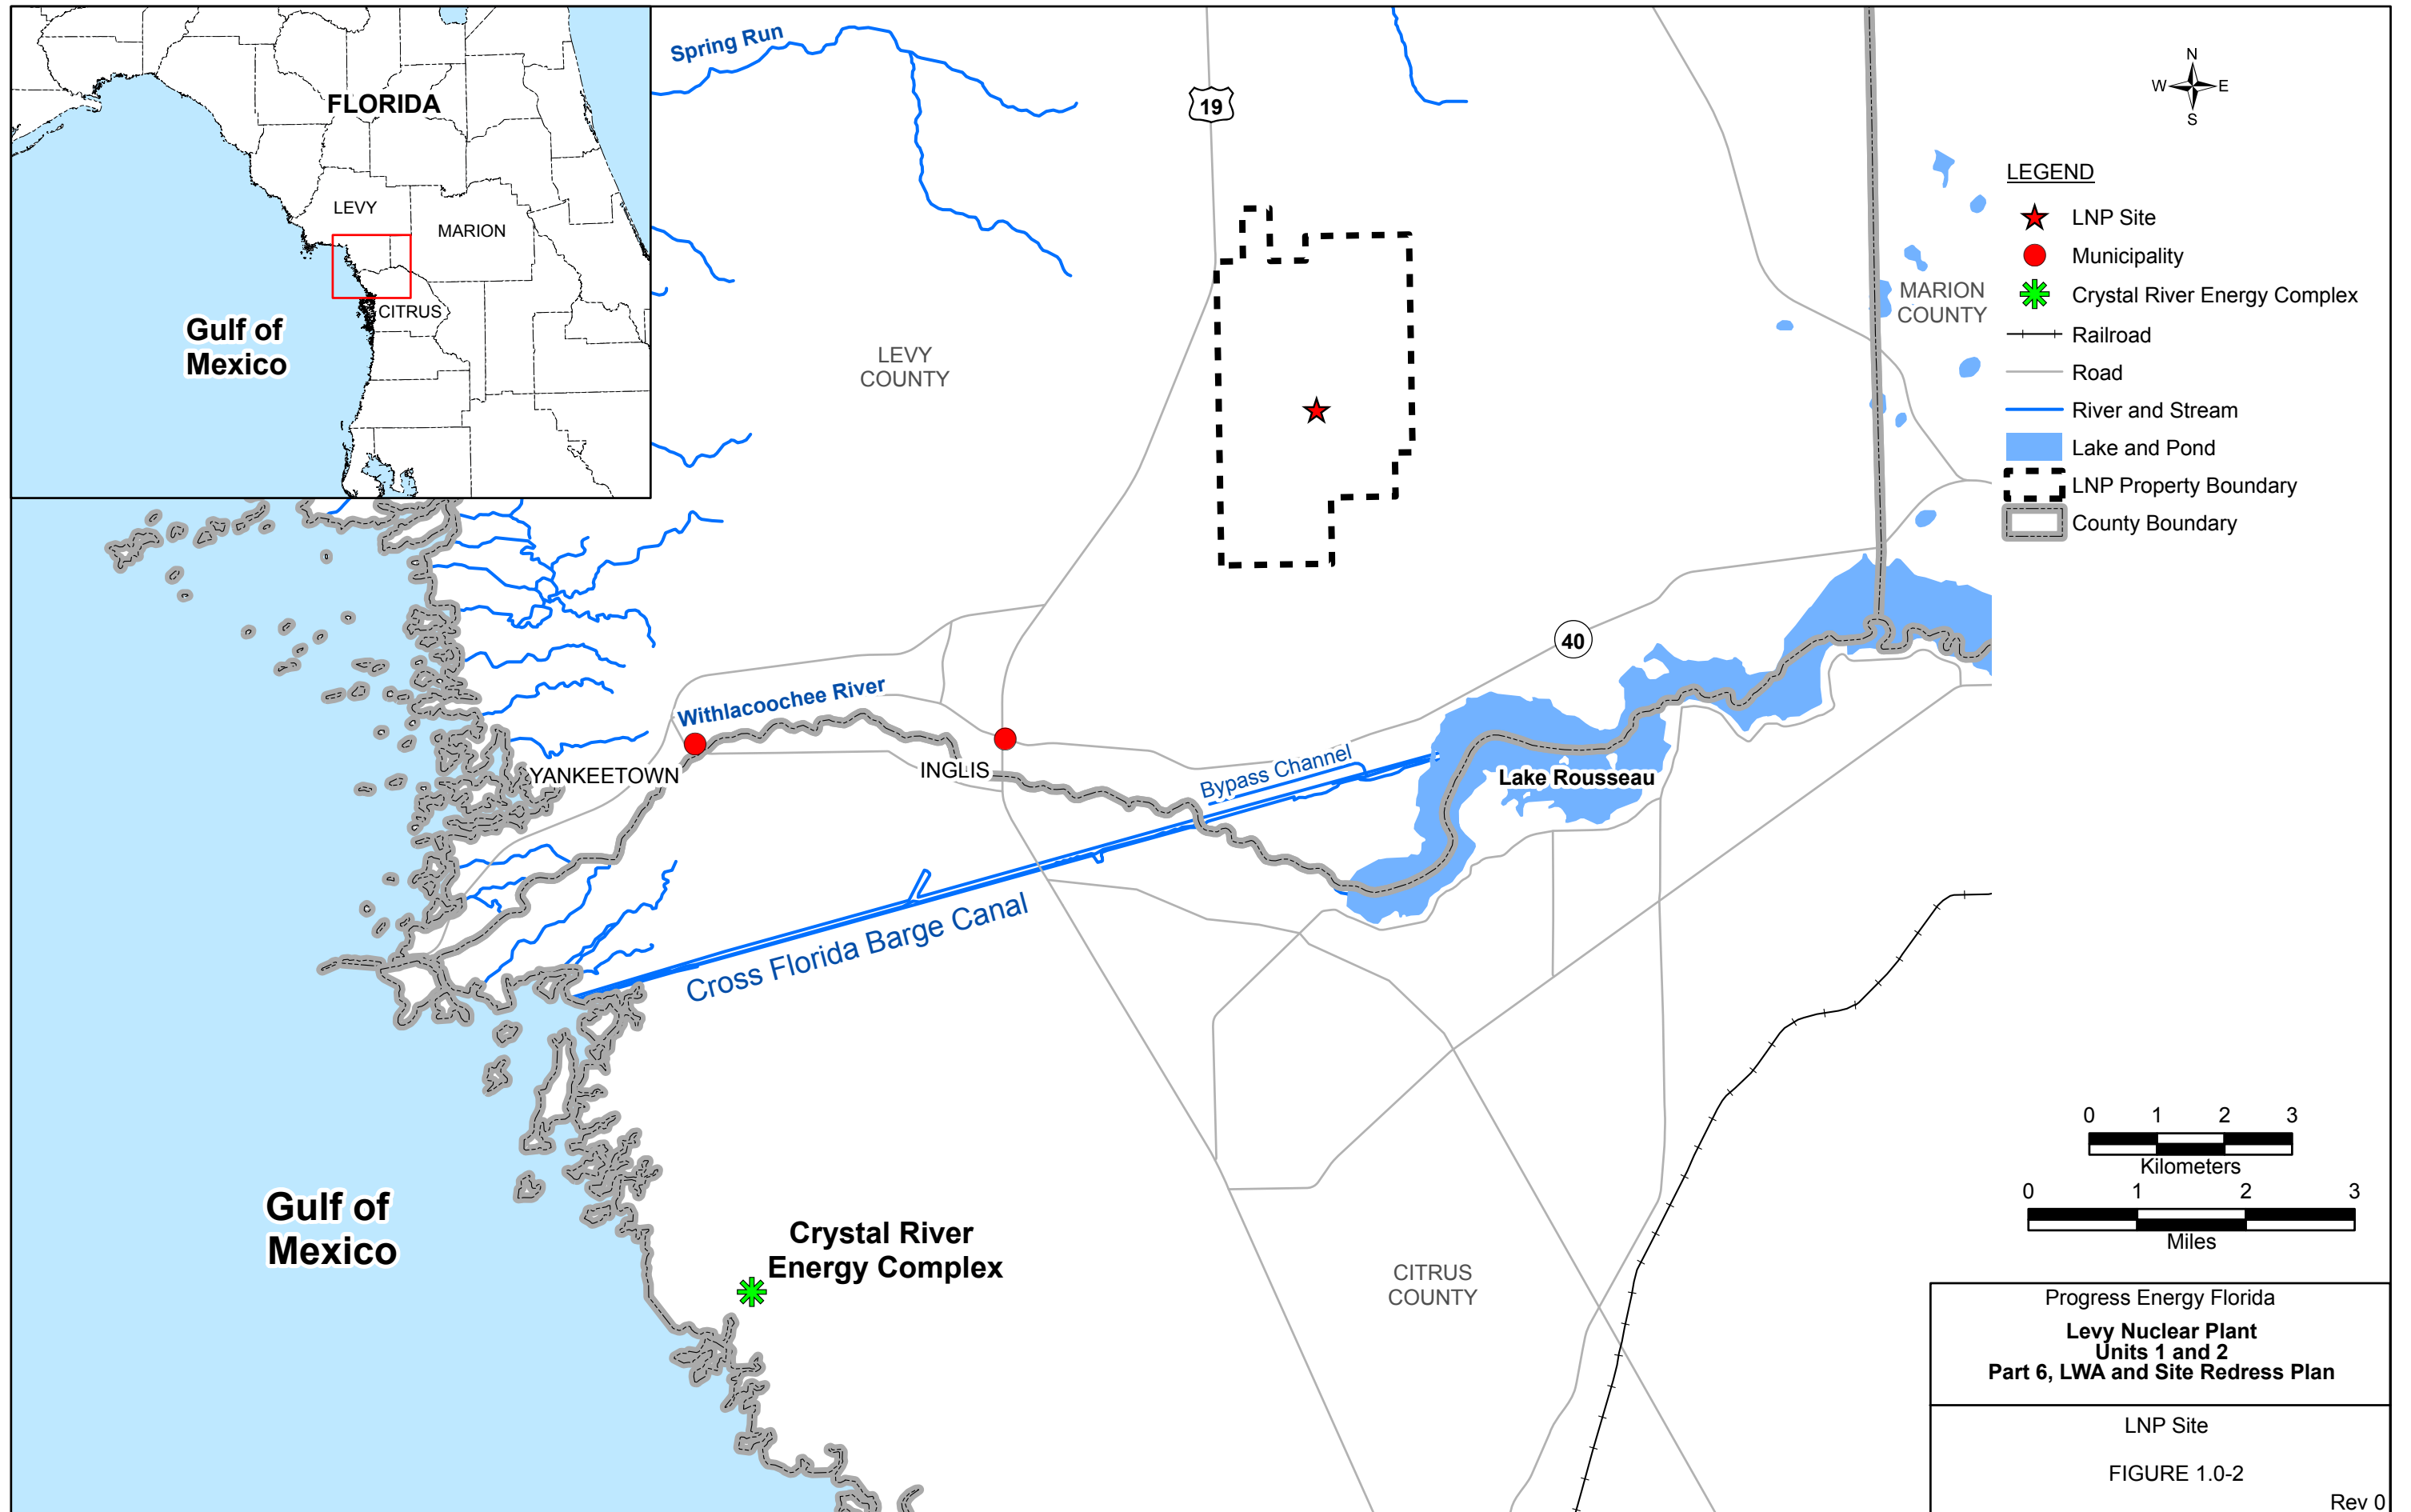 FLORIDA
LEVY
MARION
CITRUS
Gulf of
Mexico
Spring Run
19
N
W
E
S
LEGEND
LNP Site
Municipality
Crystal River Energy Complex
Railroad
Road
River and Stream
Lake and Pond
LNP Property Boundary
County Boundary
MARION
COUNTY
LEVY
COUNTY
40
Withlacoochee River
YANKEETOWN
INGLIS
Bypass Channel
Lake Rousseau
Cross Florida Barge Canal
Gulf of
Mexico
Crystal River
Energy Complex
CITRUS
COUNTY
0 1 2 3
Kilometers
0 1 2 3
Miles
Progress Energy Florida
Levy Nuclear Plant
Units 1 and 2
Part 6, LWA and Site Redress Plan
LNP Site
FIGURE 1.0-2
Rev 0